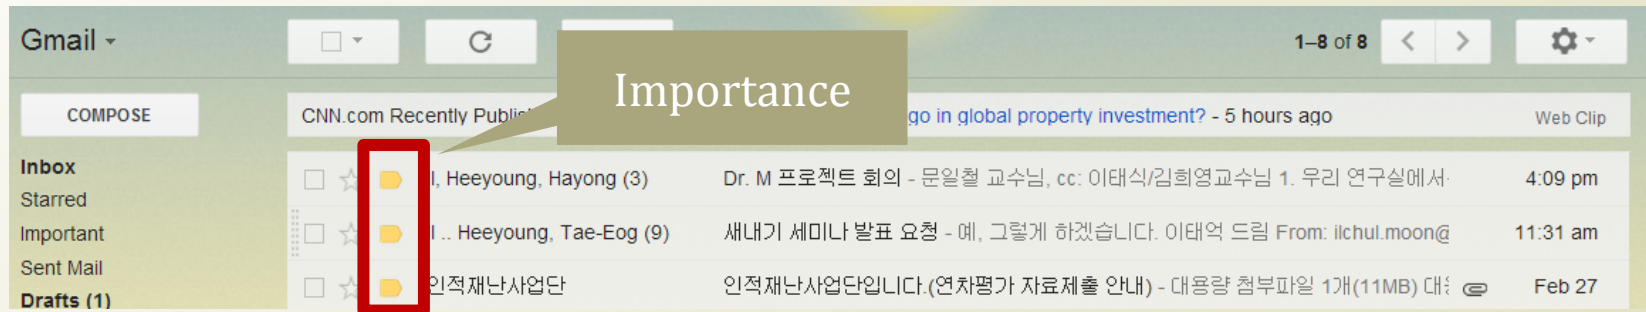 Gmail
1–8 of 8
Importance
COMPOSE
CNN.com Recently go in global property investment? - 5 hours ago Web Clip
Inbox
, Heeyoung, Hayong (3) Dr. M 프로젝트 회의 - 문일철 교수님, cc: 이태식/김희영교수님 1. 우리 연구실에서 4:09 pm
Starred
Important
.. Heeyoung, Tae-Eog (9) 새내기 세미나 발표 요청 - 예, 그렇게 하겠습니다. 이태억 드림 From: ilchul.moon@ 11:31 am
Sent Mail
인적재난사업단 인적재난사업단입니다.(연차평가 자료제출 안내) - 대용량 첨부파일 1개(11MB) Feb 27
Drafts (1)